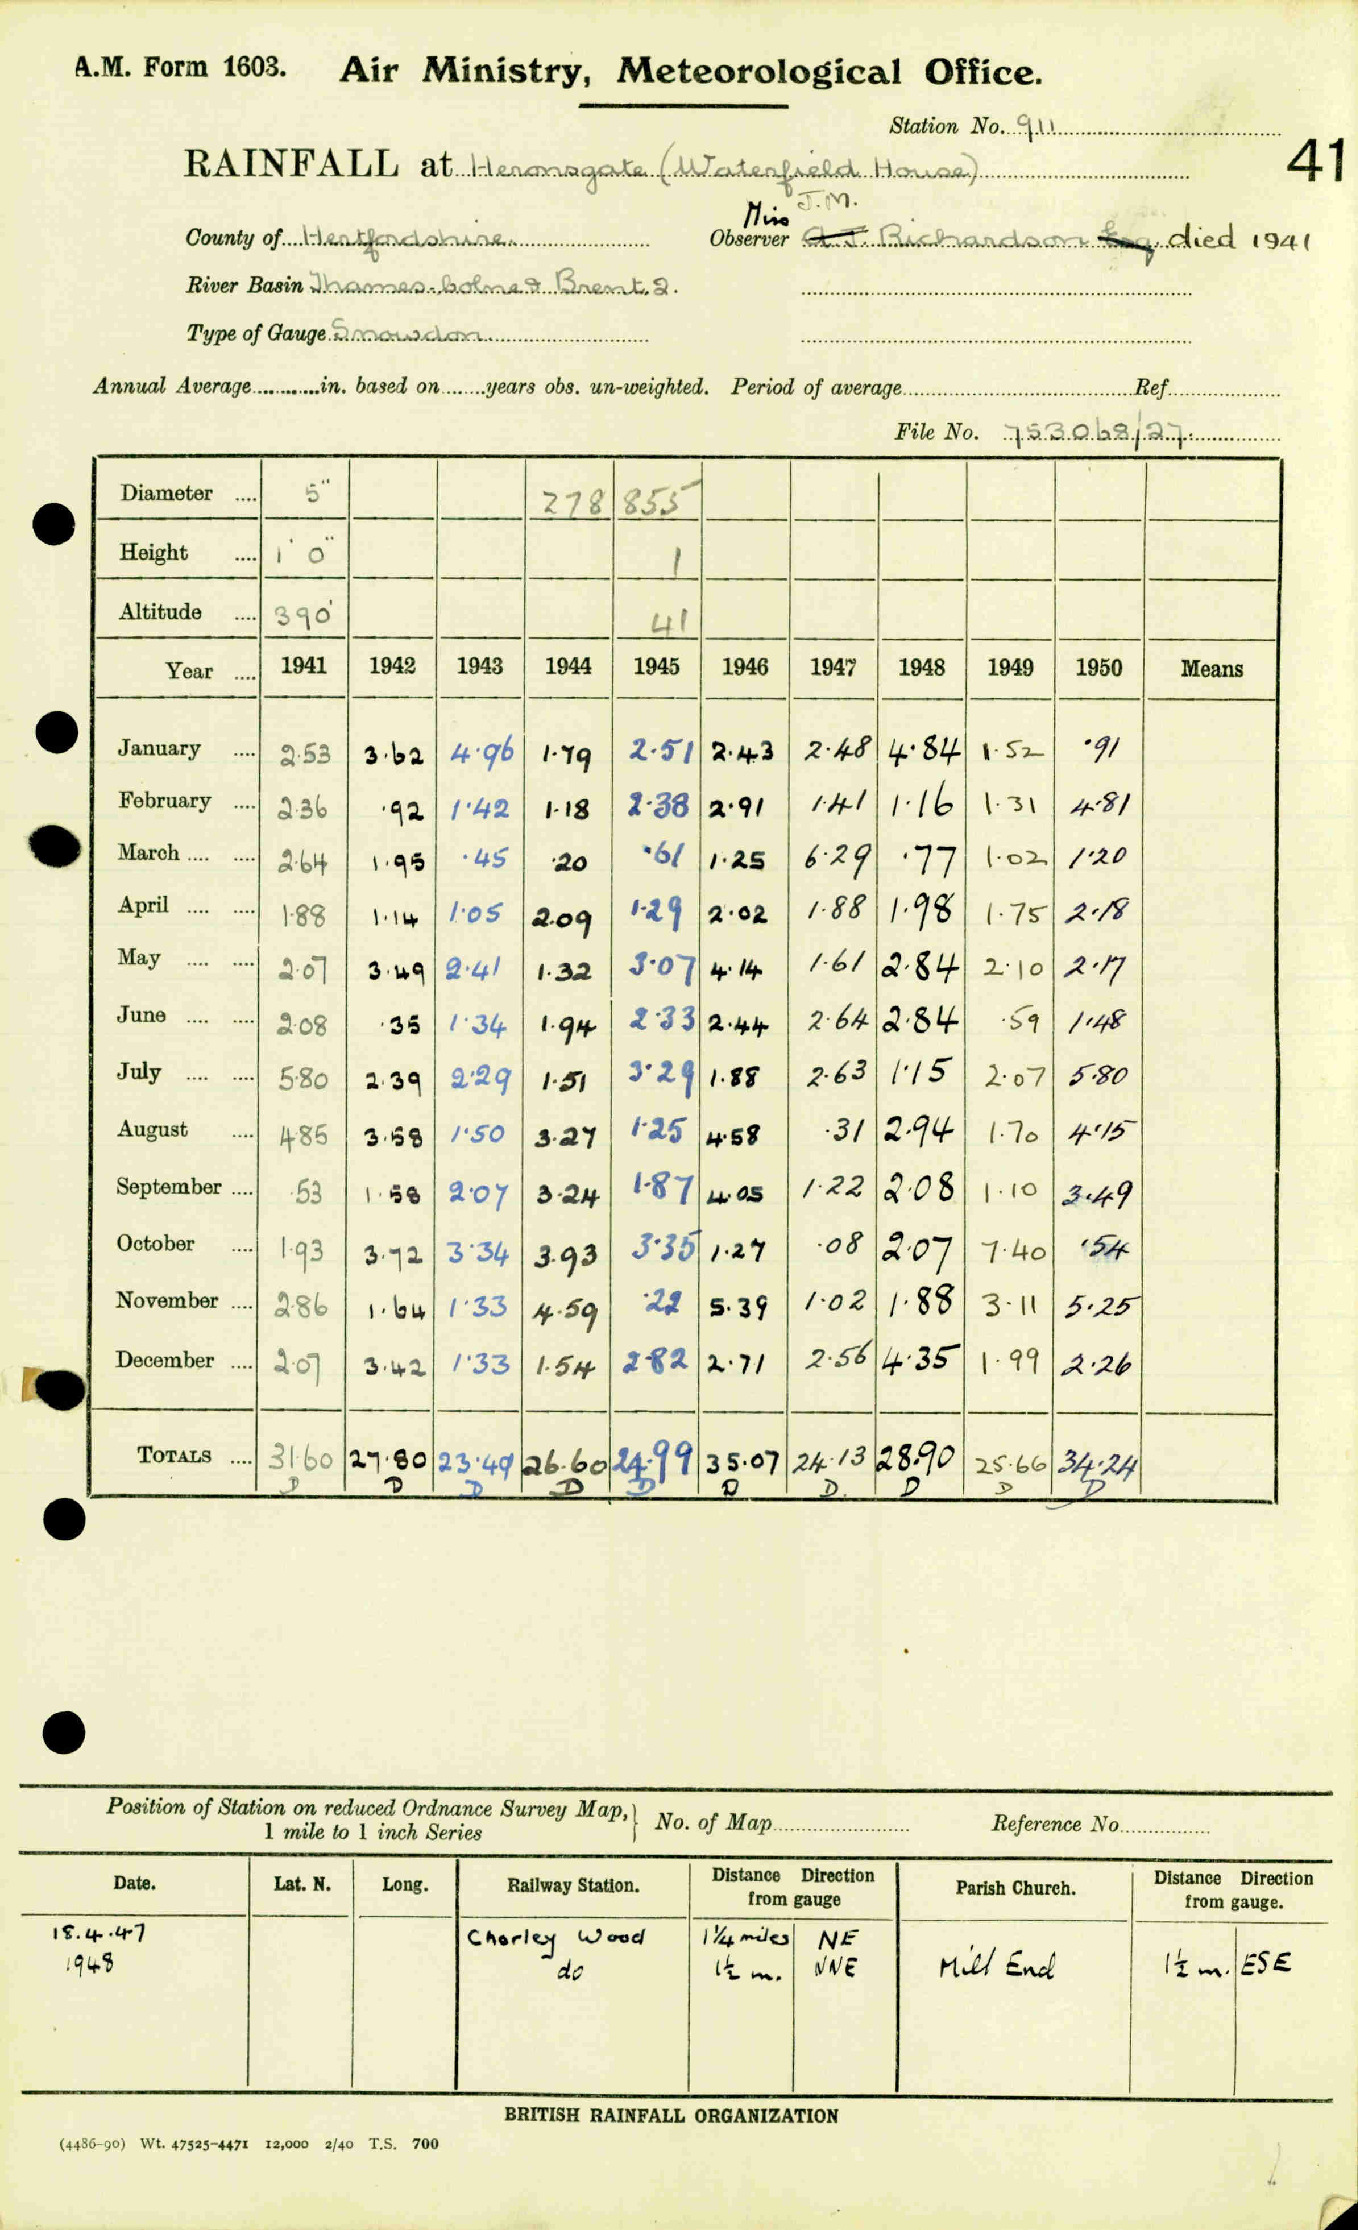 A.M. Form 1603. Air Ministry, Meteorological Office.
Station No. 911
41
RAINFALL at Heronsgate (Waterfield House)
Miss J.M.
County of Hertfordshire. Observer A. J. Richardson Esq. died 1941
River Basin Thames. Colne & Brent. 2.
Type of Gauge Snowdon
Annual Average in. based on years obs. un-weighted. Period of average Ref.
File No. 753068/27.
Diameter .... 5" 278 855
Height .... 1' 0" 1
Altitude .... 390' 41
Year .... 1941 1942 1943 1944 1945 1946 1947 1948 1949 1950 Means
January .... 2.53 3.62 4.96 1.79 2.51 2.43 2.48 4.84 1.52 .91
February .... 2.36 .92 1.42 1.18 2.38 2.91 1.41 1.16 1.31 4.81
March .... .... 2.64 1.95 .45 .20 .61 1.25 6.29 .77 1.02 1.20
April .... .... 1.88 1.14 1.05 2.09 1.29 2.02 1.88 1.98 1.75 2.18
May .... .... 2.07 3.49 2.41 1.32 3.07 4.14 1.61 2.84 2.10 2.17
June .... .... 2.08 .35 1.34 1.94 2.33 2.44 2.64 2.84 .59 1.48
July .... .... 5.80 2.39 2.29 1.51 3.29 1.88 2.63 1.15 2.07 5.80
August .... 4.85 3.58 1.50 3.27 1.25 4.58 .31 2.94 1.70 4.15
September .... .53 1.58 2.07 3.24 1.87 4.05 1.22 2.08 1.10 3.49
October .... 1.93 3.72 3.34 3.93 3.35 1.27 .08 2.07 7.40 .54
November .... 2.86 1.64 1.33 4.59 .22 5.39 1.02 1.88 3.11 5.25
December .... 2.07 3.42 1.33 1.54 2.82 2.71 2.56 4.35 1.99 2.26
TOTALS .... 31.60 27.80 23.49 26.60 24.99 35.07 24.13 28.90 25.66 34.24
D D D D D D D. D D D
Position of Station on reduced Ordnance Survey Map, 1 mile to 1 inch Series } No. of Map Reference No.
Date. Lat. N. Long. Railway Station. Distance Direction from gauge Parish Church. Distance Direction from gauge.
18.4.47 Chorley Wood 1¼ miles NE
1948 do 1½ m. NNE Mill End 1½ m. ESE
BRITISH RAINFALL ORGANIZATION
(4486-90) Wt. 47525-4471 12,000 2/40 T.S. 700